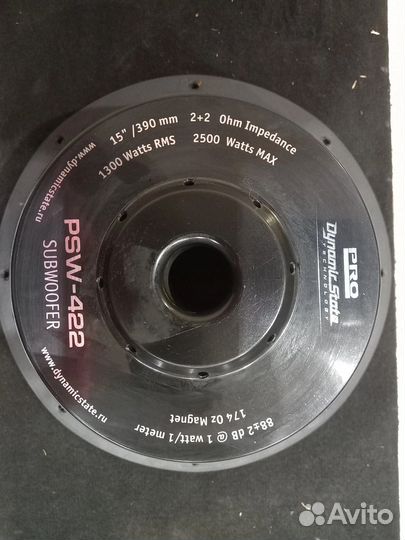 15" /390 mm 2+2 Ohm Impedance
1300 Watts RMS 2500 Watts MAX
www.dynamicstate.ru
PSW-422
SUBWOOFER
PRO
Dynamic State
TECHNOLOGY
www.dynamicstate.ru
88±2 dB @ 1 watt/1 meter
174 Oz Magnet
Avito